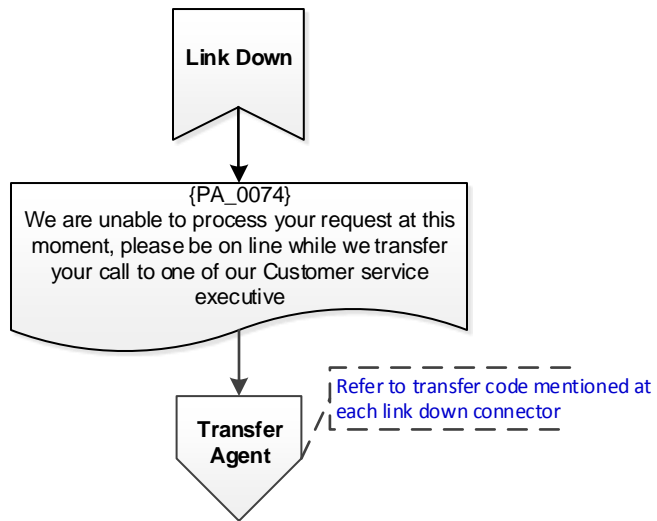 Link Down
{PA_0074}
We are unable to process your request at this
moment, please be on line while we transfer
your call to one of our Customer service
executive
Refer to transfer code mentioned at
each link down connector
Transfer
Agent